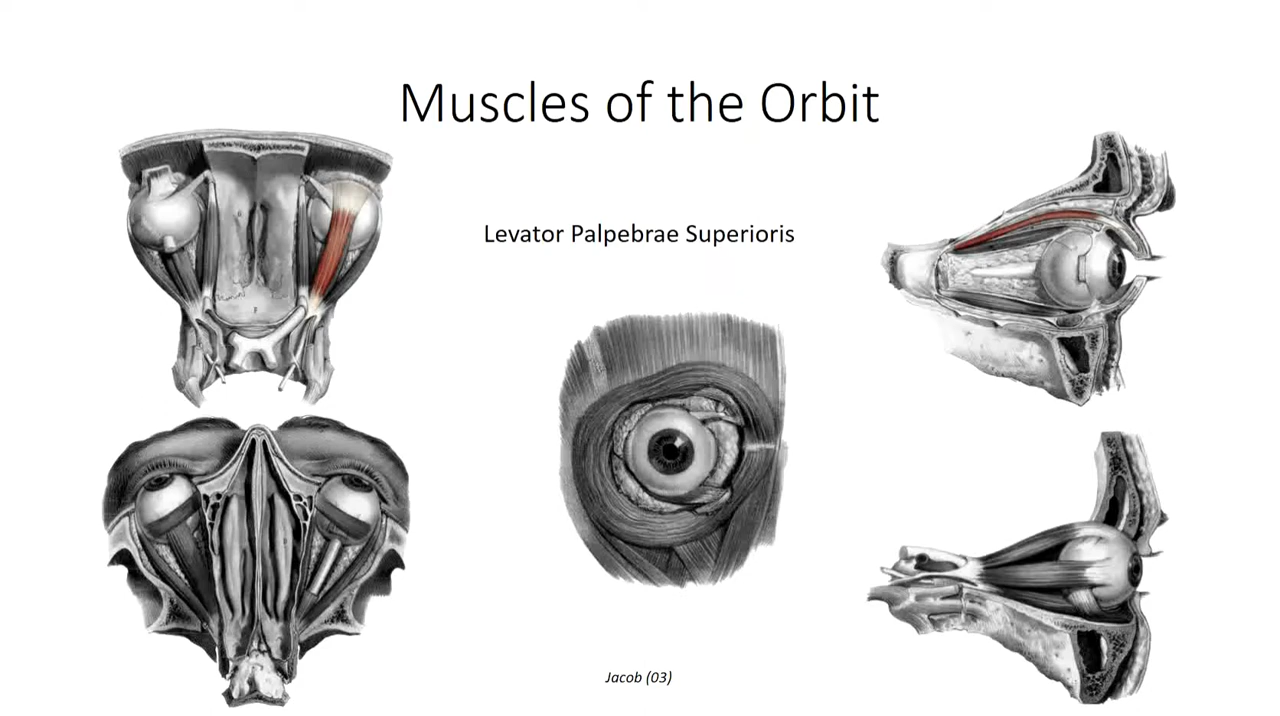 Muscles of the Orbit
Levator Palpebrae Superioris
Jacob (03)